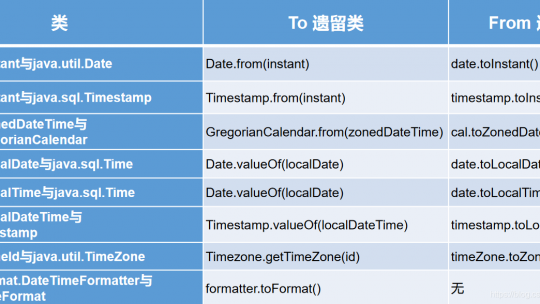 类 To 遗留类 From
ant与java.util.Date Date.from(instant) date.toInstant()
ant与java.sql.Timestamp Timestamp.from(instant) timestamp.toIns
nedDateTime与
gorianCalendar GregorianCalendar.from(zonedDateTime) cal.toZonedDate
alDate与java.sql.Time Date.valueOf(localDate) date.toLocalDat
alTime与java.sql.Time Date.valueOf(localDate) date.toLocalTim
alDateTime与
estamp Timestamp.valueOf(localDateTime) timestamp.toLo
neId与java.util.TimeZone Timezone.getTimeZone(id) timeZone.toZon
mat.DateTimeFormatter与
eFormat formatter.toFormat() 无